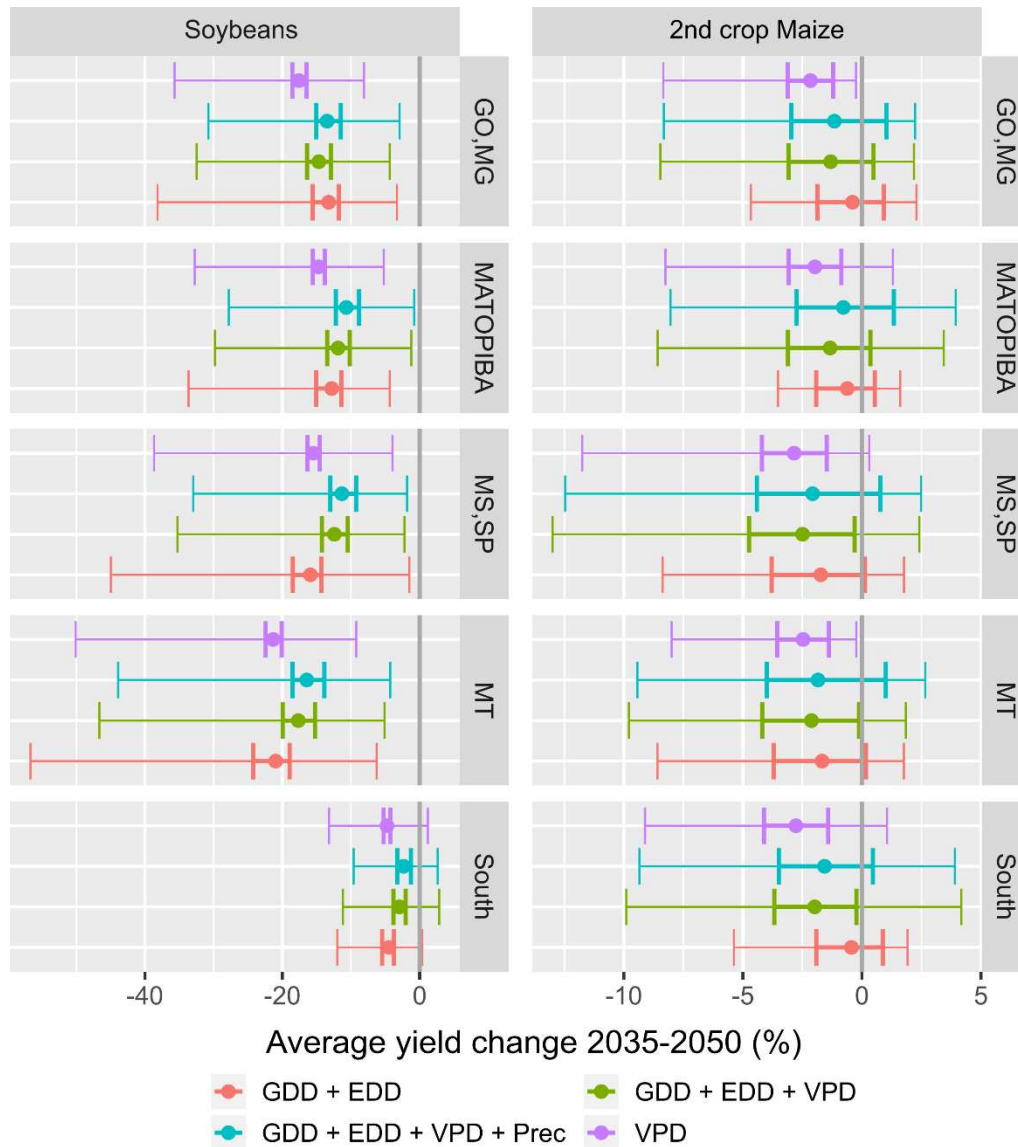 Soybeans
2nd crop Maize
GO,MG
GO,MG
MATOPIBA
MATOPIBA
MS,SP
MS,SP
MT
MT
South
South
-40 -20 0
-10 -5 0 5
Average yield change 2035-2050 (%)
GDD + EDD
GDD + EDD + VPD
GDD + EDD + VPD + Prec
VPD